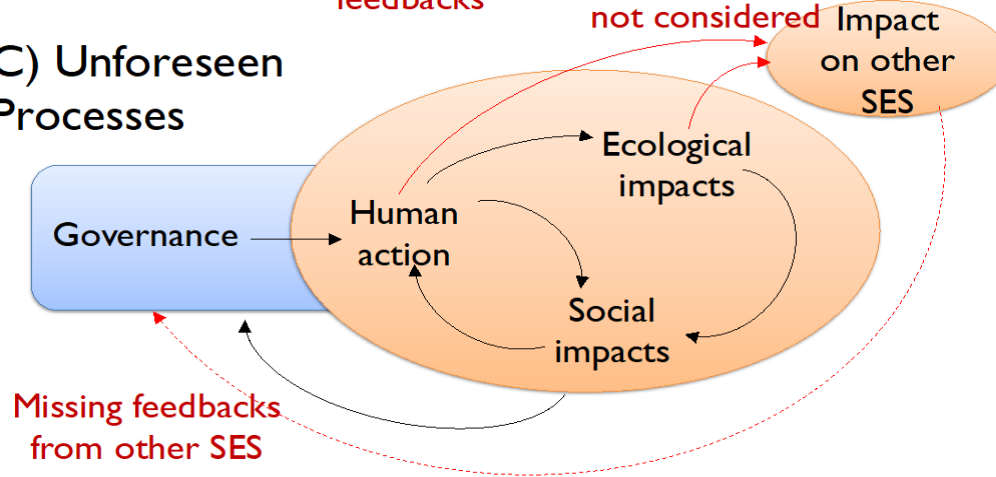 feedbacks
not considered
Impact
on other
SES
C) Unforeseen
Processes
Ecological
impacts
Governance
Human
action
Social
impacts
Missing feedbacks
from other SES